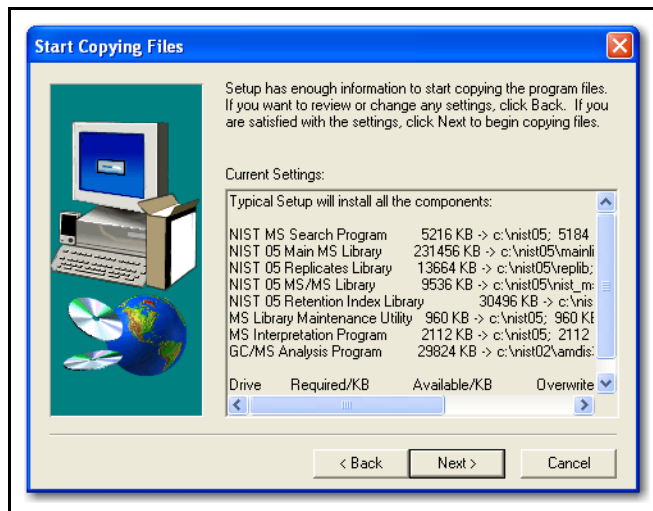 Start Copying Files
Setup has enough information to start copying the program files.
If you want to review or change any settings, click Back. If you
are satisfied with the settings, click Next to begin copying files.
Current Settings:
Typical Setup will install all the components:
NIST MS Search Program 5216 KB -> c:\nist05; 5184
NIST 05 Main MS Library 231456 KB -> c:\nist05\mainli
NIST 05 Replicates Library 13664 KB -> c:\nist05\replib;
NIST 05 MS/MS Library 9536 KB -> c:\nist05\nist_m
NIST 05 Retention Index Library 30496 KB -> c:\nis
MS Library Maintenance Utility 960 KB -> c:\nist05; 960 KE
MS Interpretation Program 2112 KB -> c:\nist05; 2112
GC/MS Analysis Program 29824 KB -> c:\nist02\amdis
Drive Required/KB Available/KB Overwrite
< Back Next > Cancel